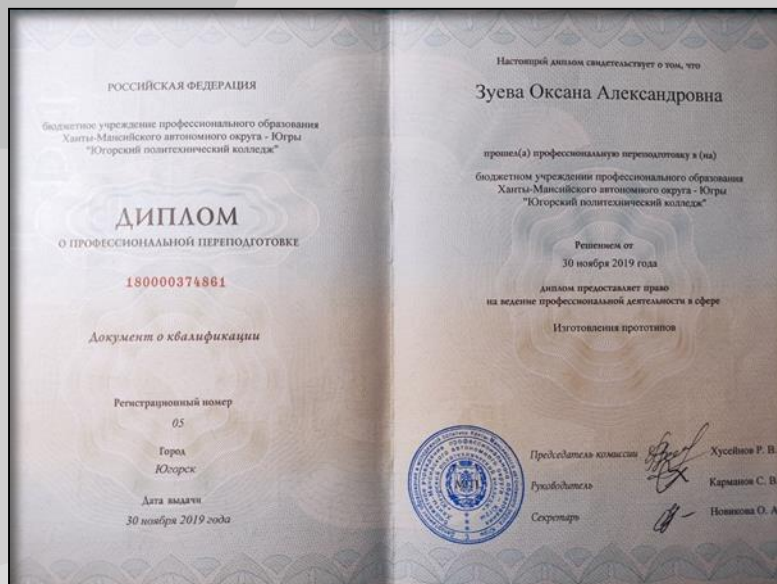 РОССИЙСКАЯ ФЕДЕРАЦИЯ
бюджетное учреждение профессионального образования
Ханты-Мансийского автономного округа - Югры
"Югорский политехнический колледж"
ДИПЛОМ
О ПРОФЕССИОНАЛЬНОЙ ПЕРЕПОДГОТОВКЕ
180000374861
Документ о квалификации
Регистрационный номер
05
Город
Югорск
Дата выдачи
30 ноября 2019 года
Настоящий диплом свидетельствует о том, что
Зуева Оксана Александровна
прошел(а) профессиональную переподготовку в (на)
бюджетном учреждении профессионального образования
Ханты-Мансийского автономного округа - Югры
"Югорский политехнический колледж"
Решением от
30 ноября 2019 года
диплом предоставляет право
на ведение профессиональной деятельности в сфере
Изготовления прототипов
Председатель комиссии Хусейнов Р. В.
Руководитель Карманов С. В.
Секретарь Новикова О. А.
М.П.